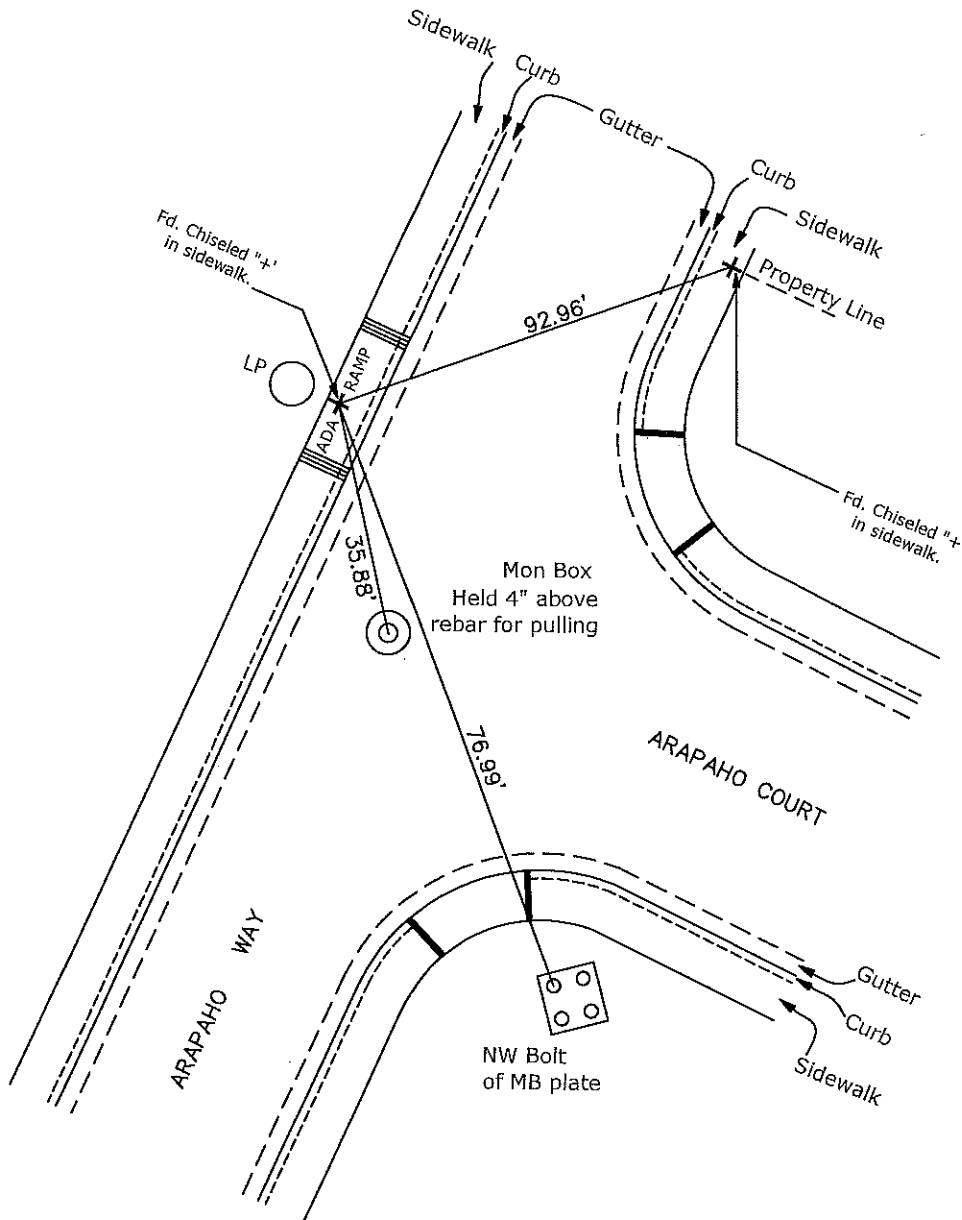 Sidewalk
Curb
Gutter
Curb
Sidewalk
Property Line
Fd. Chiseled "+'
in sidewalk.
92.96'
LP
ADA RAMP
Fd. Chiseled "+
in sidewalk.
35.88'
Mon Box
Held 4" above
rebar for pulling
76.99'
ARAPAHO COURT
ARAPAHO WAY
Gutter
Curb
Sidewalk
NW Bolt
of MB plate